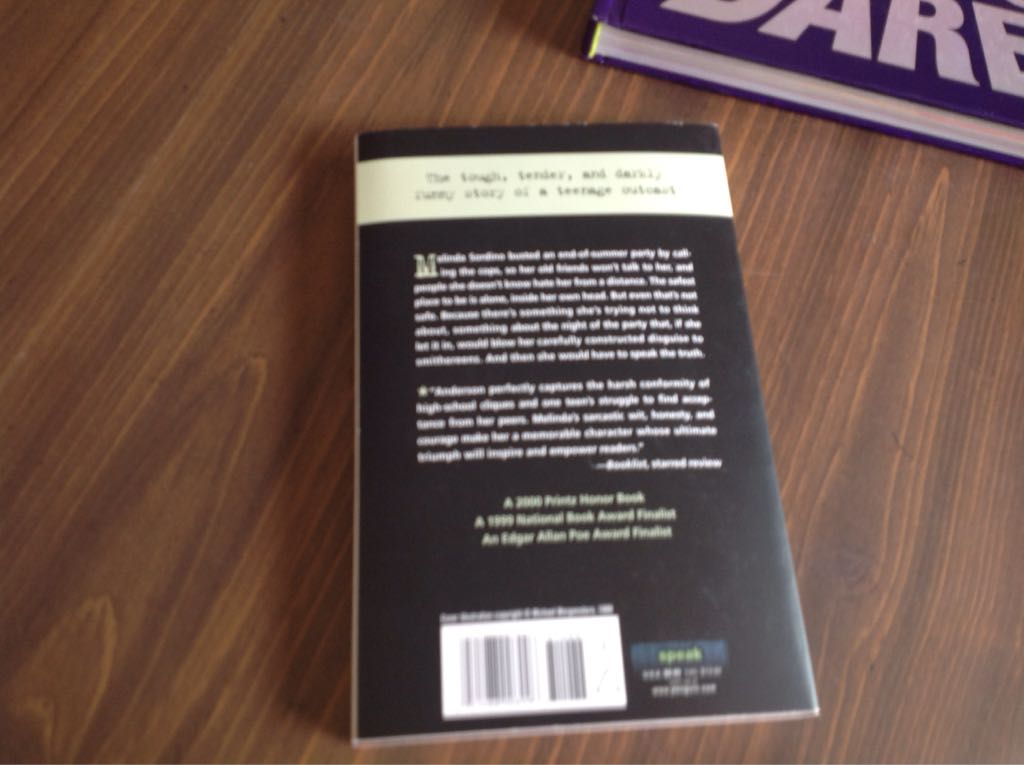 DARE
The tough, tender, and darkly
funny story of a teenage outcast
Melinda Sordino busted an end-of-summer party by call-
ing the cops, so her old friends won't talk to her, and
people she doesn't know hate her from a distance. The safest
place to be is alone, inside her own head. But even that's not
safe. Because there's something she's trying not to think
about, something about the night of the party that, if she
let it in, would blow her carefully constructed disguise to
smithereens. And then she would have to speak the truth.
★"Anderson perfectly captures the harsh conformity of
high-school cliques and one teen's struggle to find accep-
tance from her peers. Melinda's sarcastic wit, honesty, and
courage make her a memorable character whose ultimate
triumph will inspire and empower readers."
—Booklist, starred review
A 2000 Printz Honor Book
A 1999 National Book Award Finalist
An Edgar Allan Poe Award Finalist
Cover illustration copyright © Michael
speak